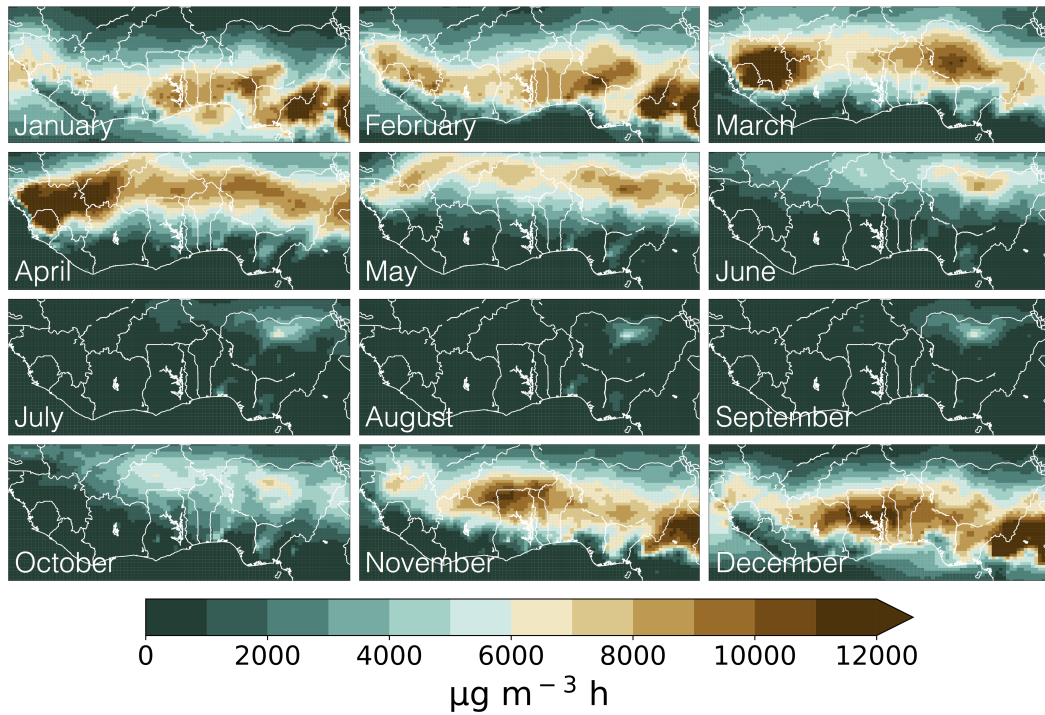 January February March
April May June
July August September
October November December
0 2000 4000 6000 8000 10000 12000
µg m⁻³ h